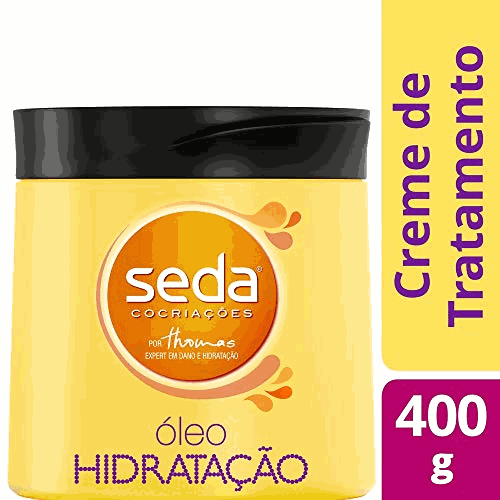 seda®
COCRIAÇÕES
POR Thomas
EXPERT EM DANO E HIDRATAÇÃO
óleo
HIDRATAÇÃO
Creme de
Tratamento
400
g